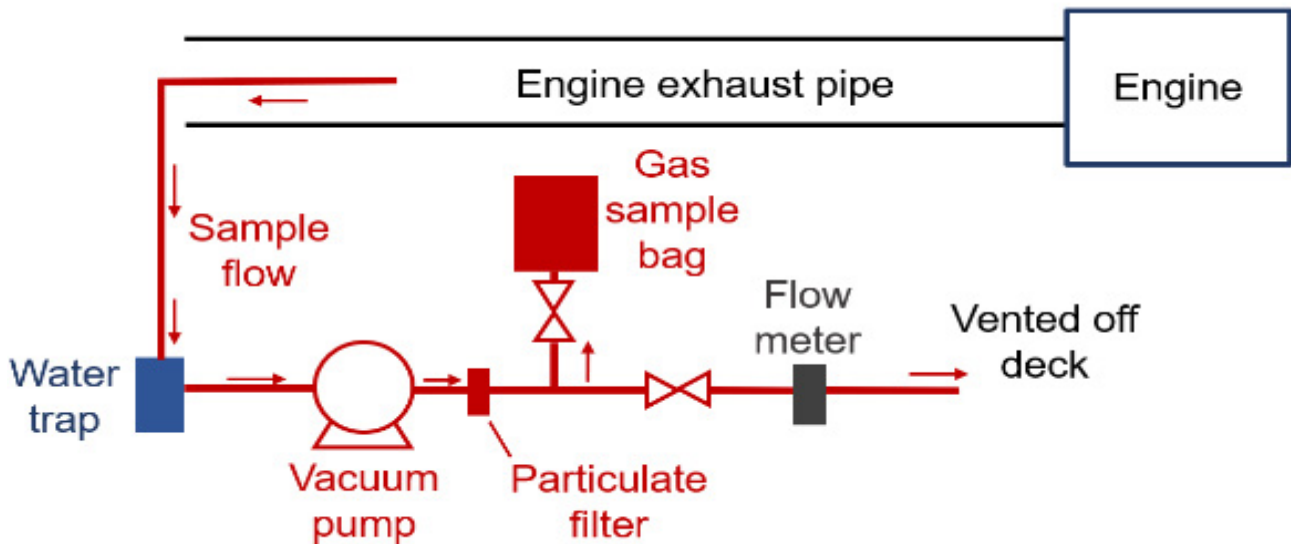 Engine exhaust pipe
Engine
Gas
sample
bag
Sample
flow
Flow
meter
Vented off
deck
Water
trap
Vacuum
pump
Particulate
filter